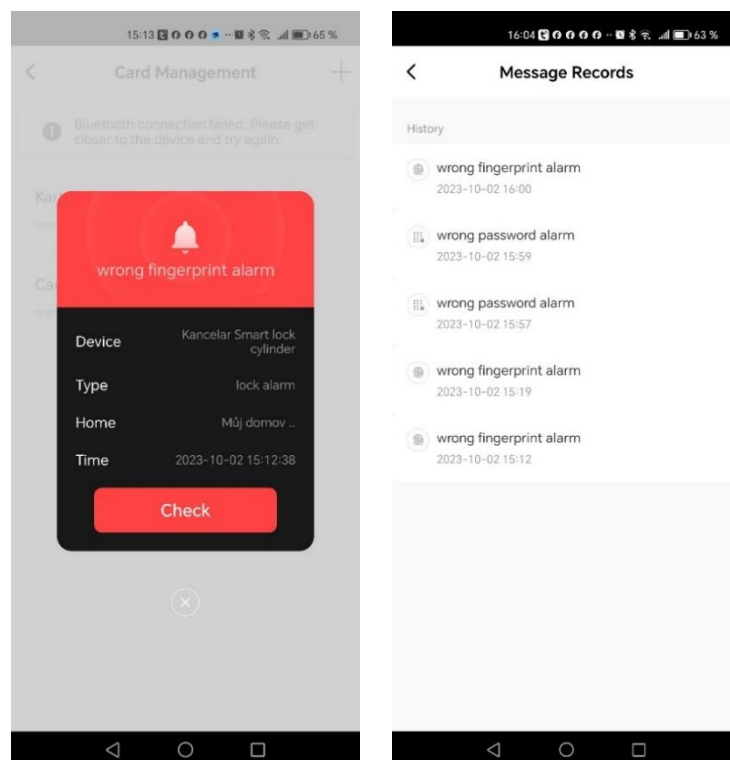 15:13
65 %
Card Management
Bluetooth connection failed. Please get
closer to the device and try again.
wrong fingerprint alarm
Device
Kancelar Smart lock
cylinder
Type
lock alarm
Home
Můj domov ..
Time
2023-10-02 15:12:38
Check
16:04
63 %
Message Records
History
wrong fingerprint alarm
2023-10-02 16:00
wrong password alarm
2023-10-02 15:59
wrong password alarm
2023-10-02 15:57
wrong fingerprint alarm
2023-10-02 15:19
wrong fingerprint alarm
2023-10-02 15:12